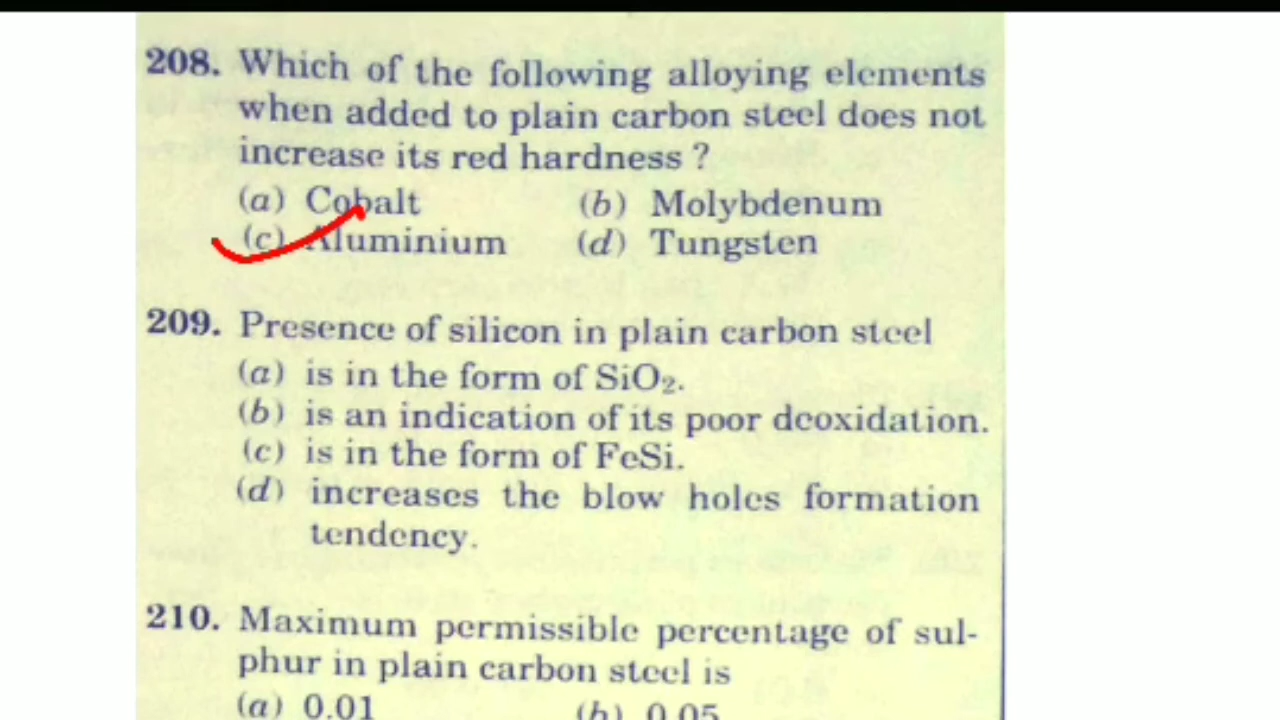 208. Which of the following alloying elements
when added to plain carbon steel does not
increase its red hardness ?
(a) Cobalt (b) Molybdenum
(c) Aluminium (d) Tungsten
209. Presence of silicon in plain carbon steel
(a) is in the form of SiO₂.
(b) is an indication of its poor deoxidation.
(c) is in the form of FeSi.
(d) increases the blow holes formation
tendency.
210. Maximum permissible percentage of sul-
phur in plain carbon steel is
(a) 0.01 (b) 0.05